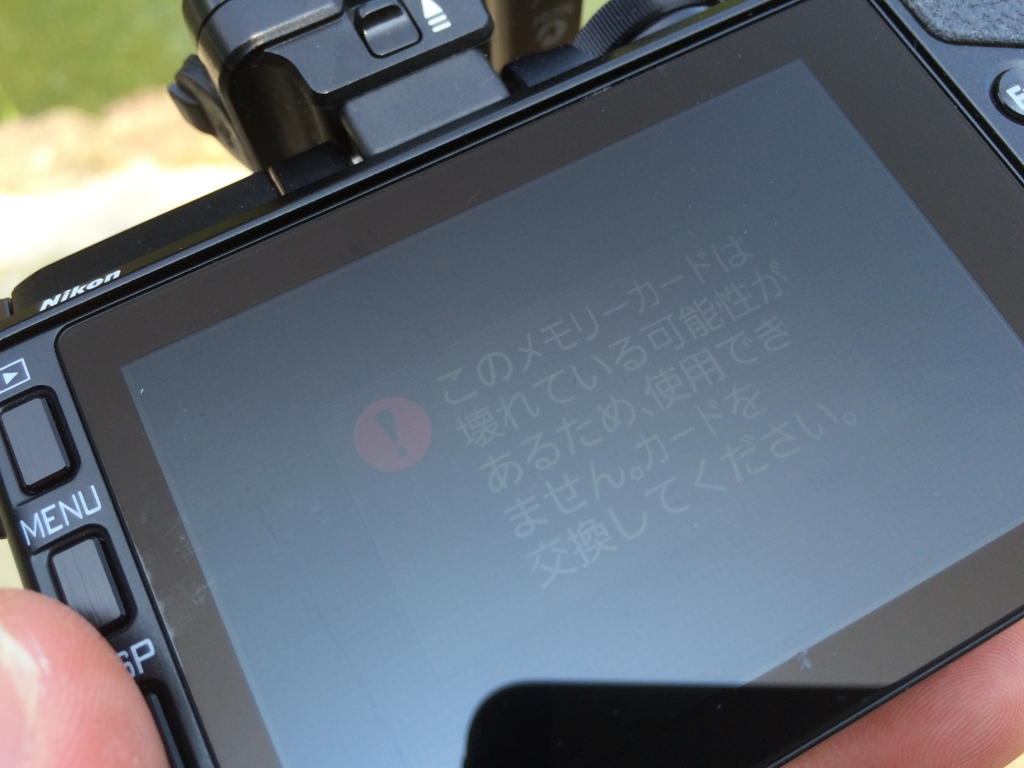 Nikon
MENU
SP
このメモリーカードは
壊れている可能性が
あるため、使用でき
ません。カードを
交換してください。